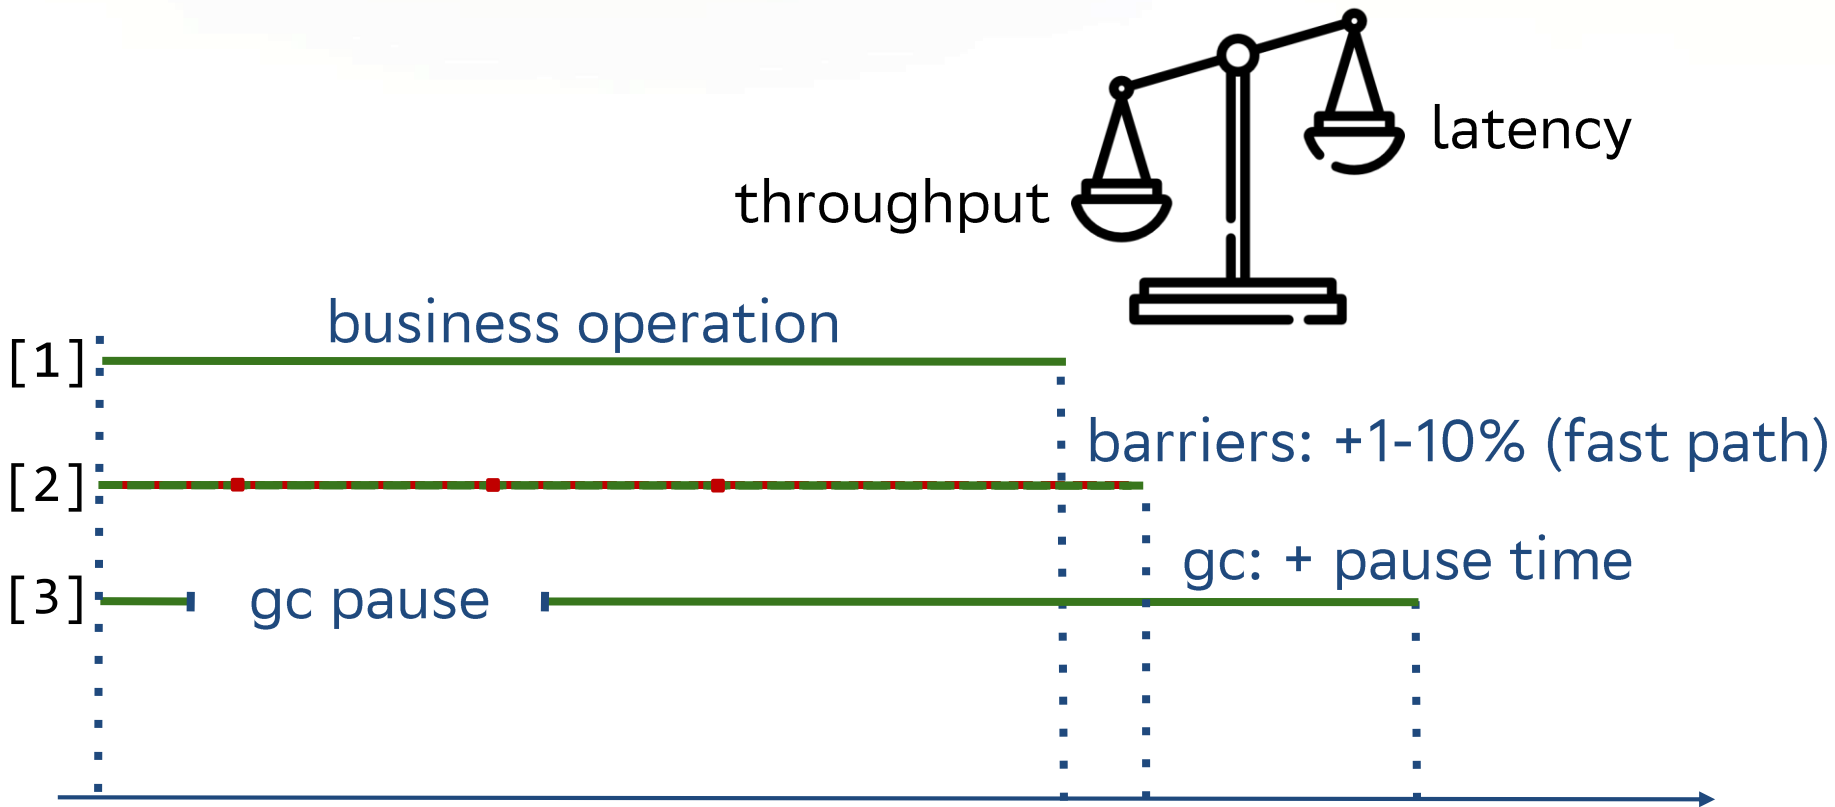 latency
throughput
business operation
[1]
barriers: +1-10% (fast path)
[2]
gc: + pause time
[3] gc pause